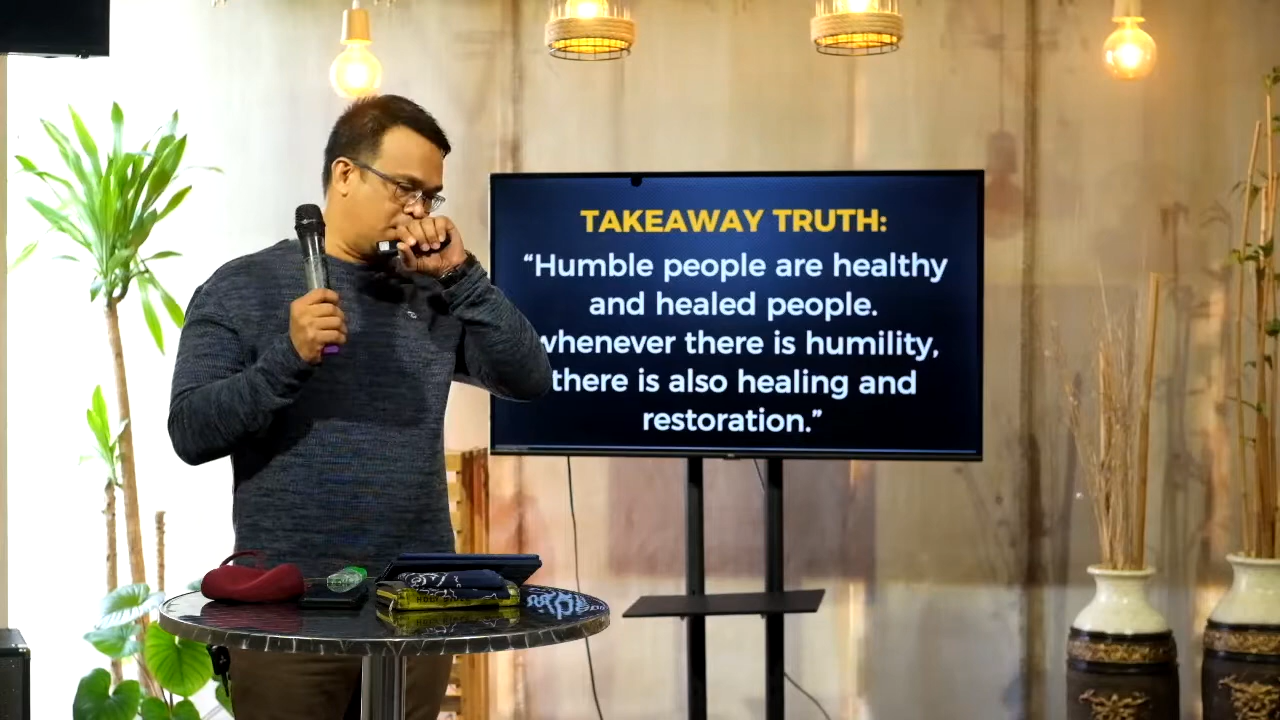 TAKEAWAY TRUTH:
“Humble people are healthy
and healed people.
whenever there is humility,
there is also healing and
restoration.”